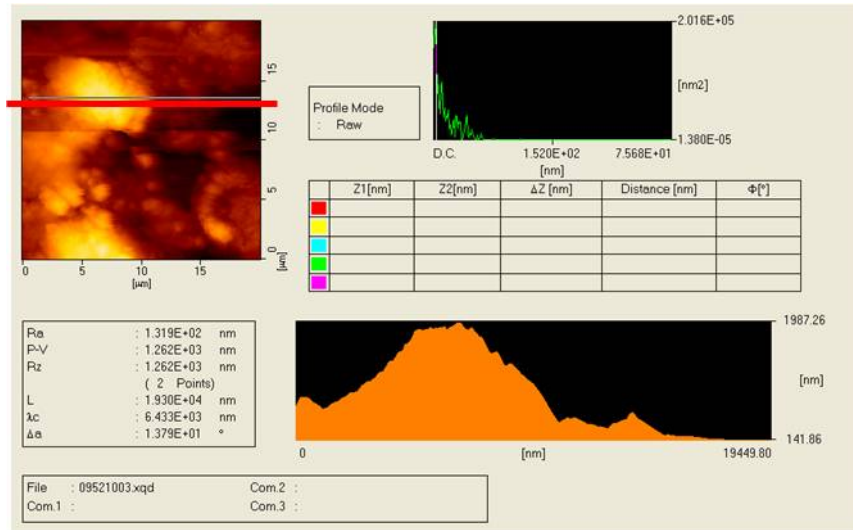 2.016E+05
[nm2]
1.380E-05
D.C. 1.520E+02 7.568E+01
[nm]
Profile Mode
: Raw
15
10
5
0
[µm]
0 5 10 15
[µm]
Z1[nm] Z2[nm] ΔZ [nm] Distance [nm] Φ[°]
Ra : 1.319E+02 nm
P-V : 1.262E+03 nm
Rz : 1.262E+03 nm
( 2 Points)
L : 1.930E+04 nm
λc : 6.433E+03 nm
Δa : 1.379E+01 °
1987.26
[nm]
141.86
0 [nm] 19449.80
File : 09521003.xqd Com.2 :
Com.1 : Com.3 :